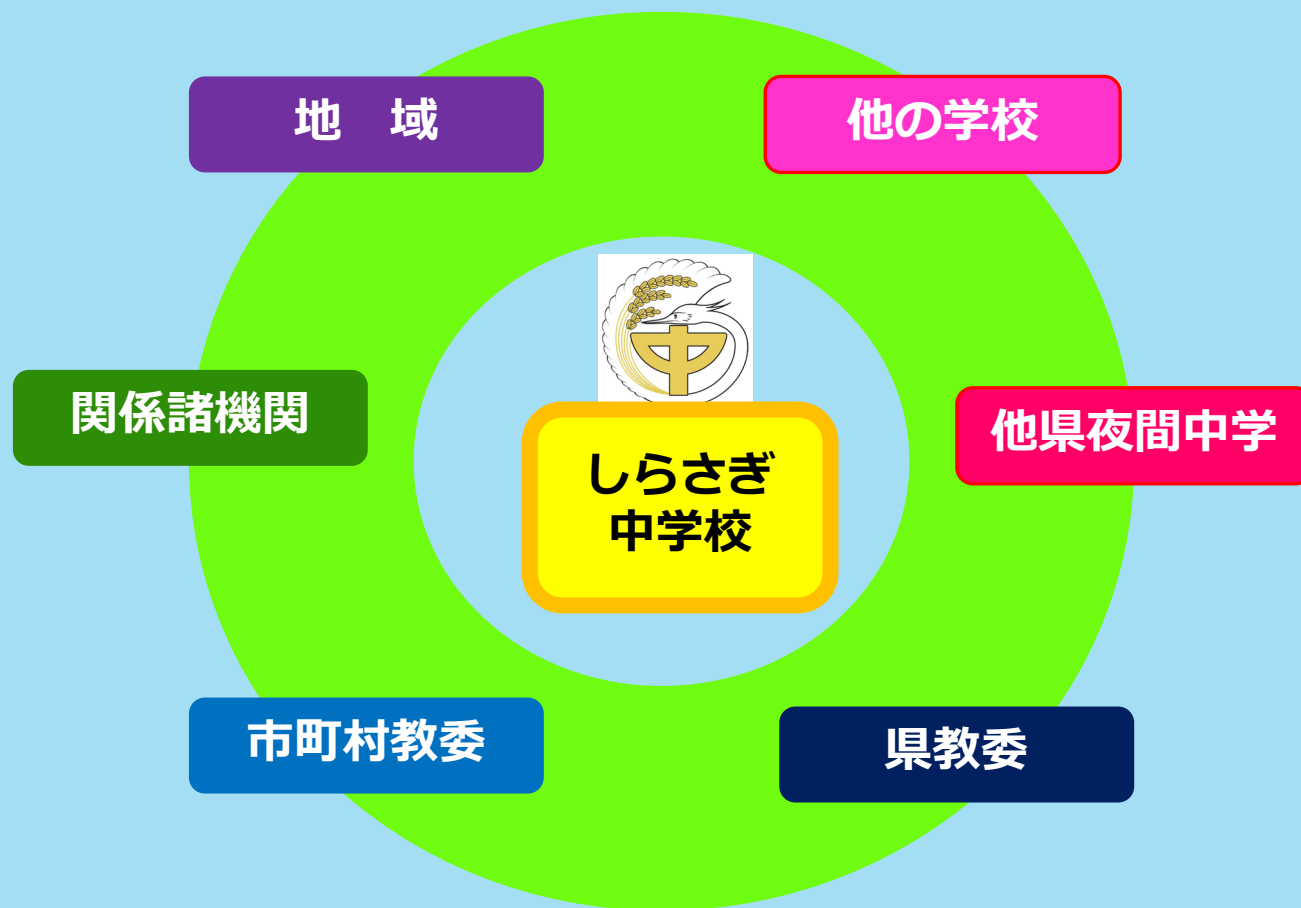 地　域
他の学校
関係諸機関
他県夜間中学
しらさぎ
中学校
市町村教委
県教委
中